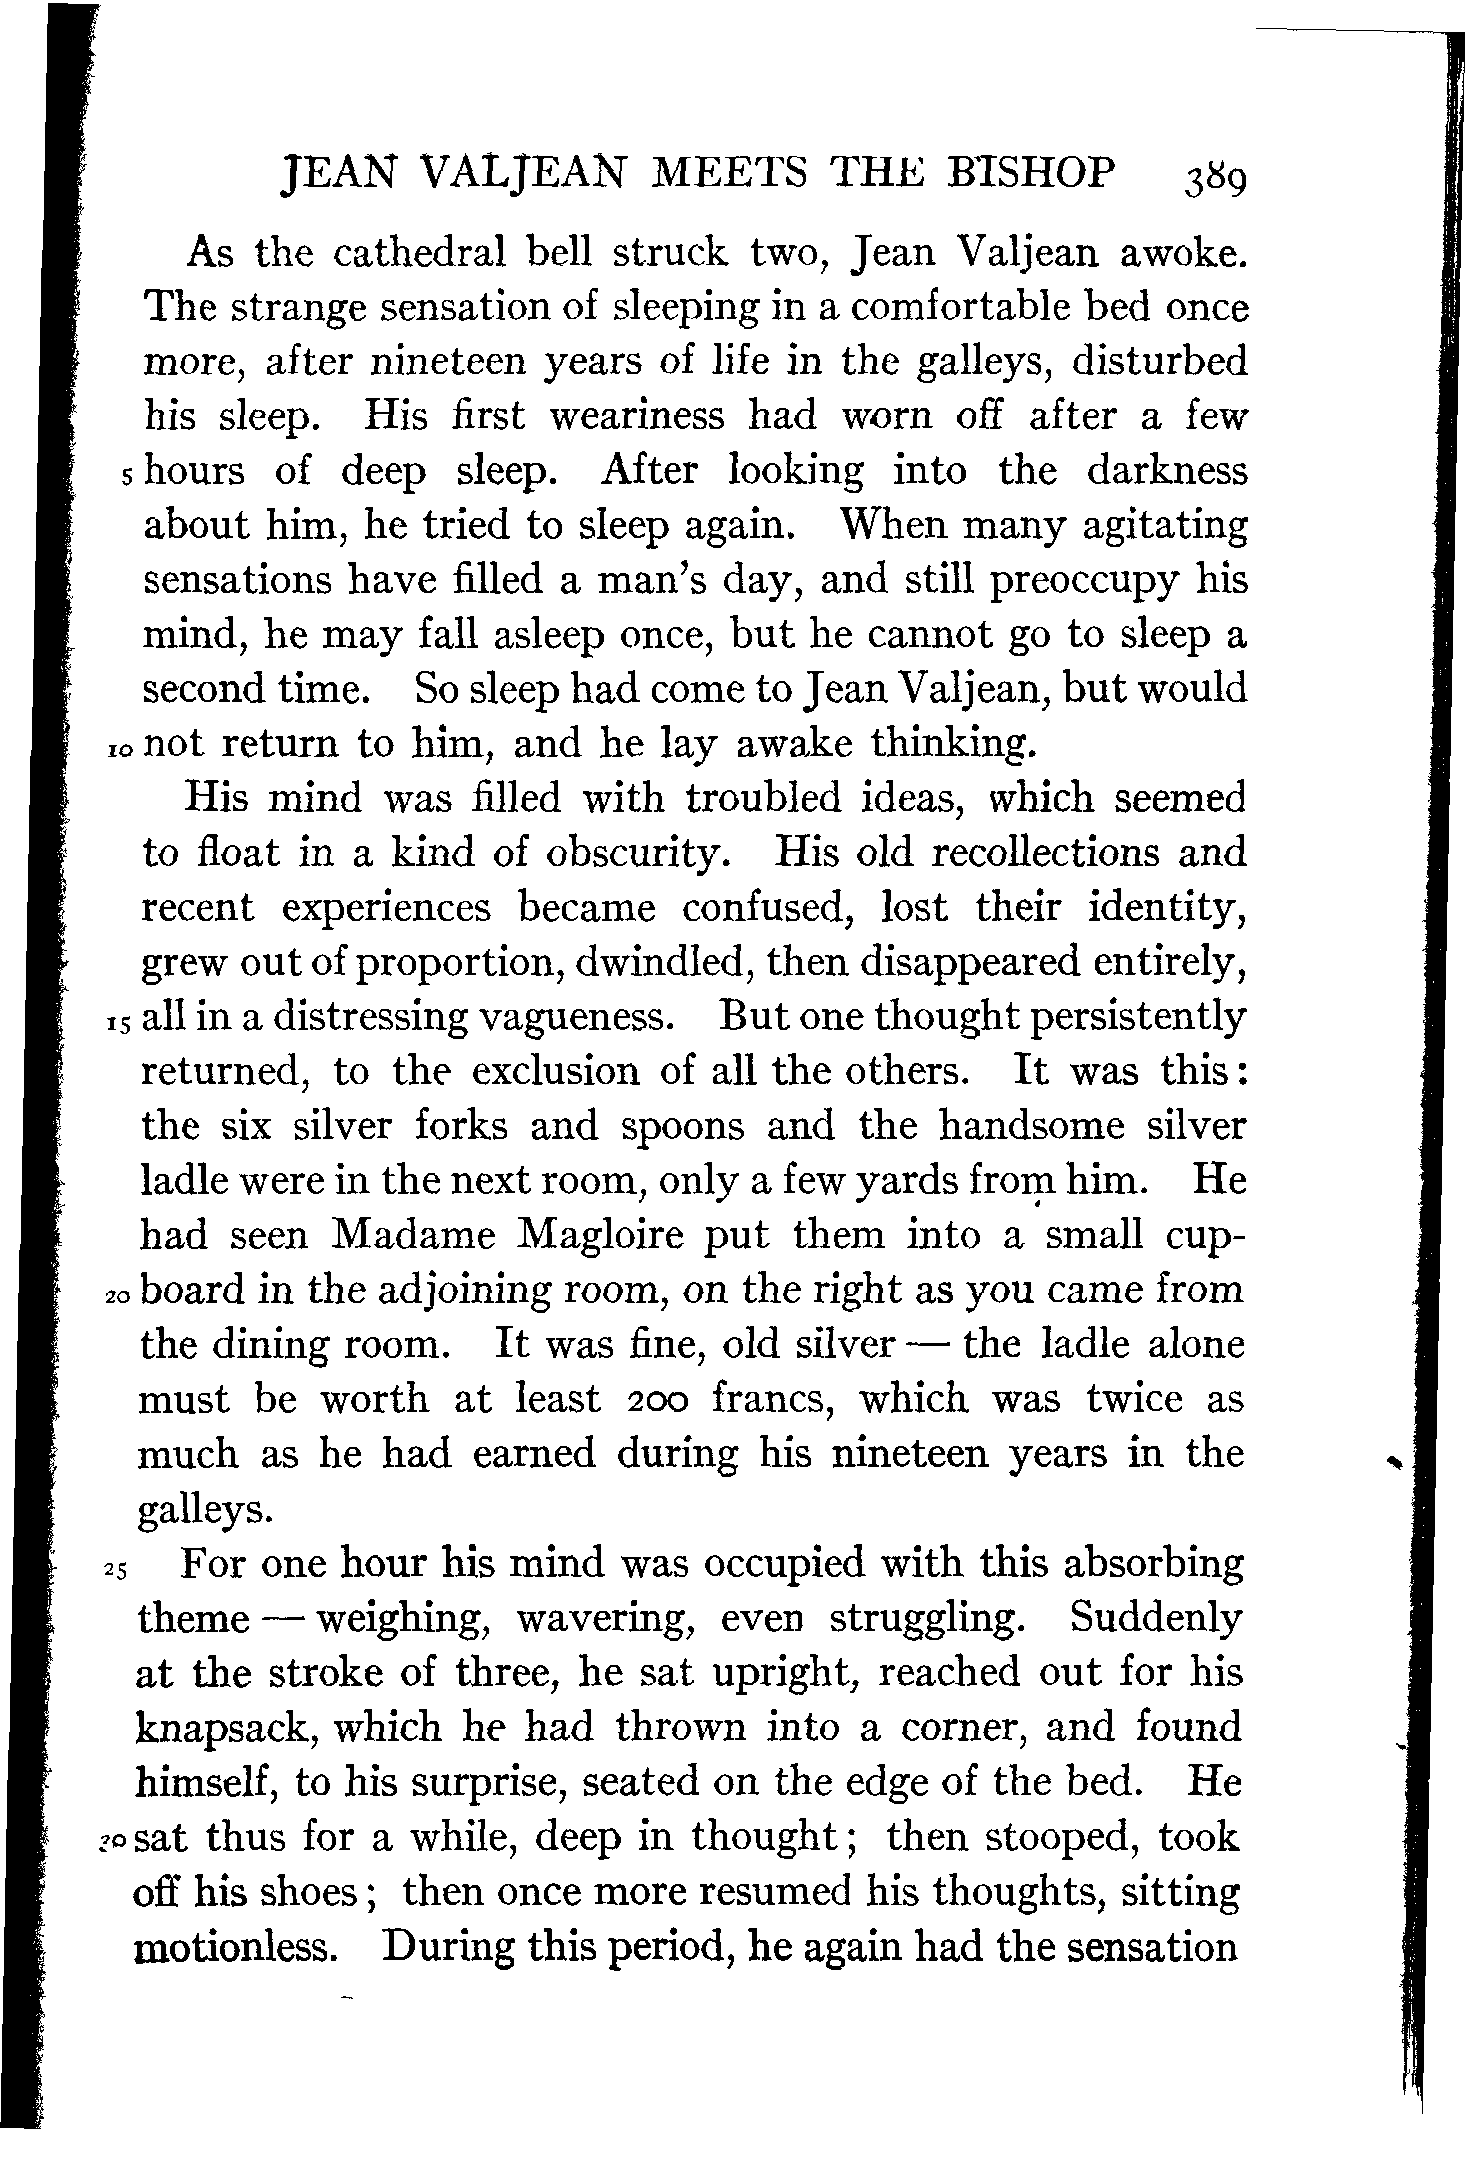 JEAN VALJEAN MEETS THE BISHOP 389
As the cathedral bell struck two, Jean Valjean awoke.
The strange sensation of sleeping in a comfortable bed once
more, after nineteen years of life in the galleys, disturbed
his sleep. His first weariness had worn off after a few
5 hours of deep sleep. After looking into the darkness
about him, he tried to sleep again. When many agitating
sensations have filled a man's day, and still preoccupy his
mind, he may fall asleep once, but he cannot go to sleep a
second time. So sleep had come to Jean Valjean, but would
10 not return to him, and he lay awake thinking.
His mind was filled with troubled ideas, which seemed
to float in a kind of obscurity. His old recollections and
recent experiences became confused, lost their identity,
grew out of proportion, dwindled, then disappeared entirely,
15 all in a distressing vagueness. But one thought persistently
returned, to the exclusion of all the others. It was this:
the six silver forks and spoons and the handsome silver
ladle were in the next room, only a few yards from him. He
had seen Madame Magloire put them into a small cup-
20 board in the adjoining room, on the right as you came from
the dining room. It was fine, old silver — the ladle alone
must be worth at least 200 francs, which was twice as
much as he had earned during his nineteen years in the
galleys.
25 For one hour his mind was occupied with this absorbing
theme — weighing, wavering, even struggling. Suddenly
at the stroke of three, he sat upright, reached out for his
knapsack, which he had thrown into a corner, and found
himself, to his surprise, seated on the edge of the bed. He
30 sat thus for a while, deep in thought; then stooped, took
off his shoes; then once more resumed his thoughts, sitting
motionless. During this period, he again had the sensation